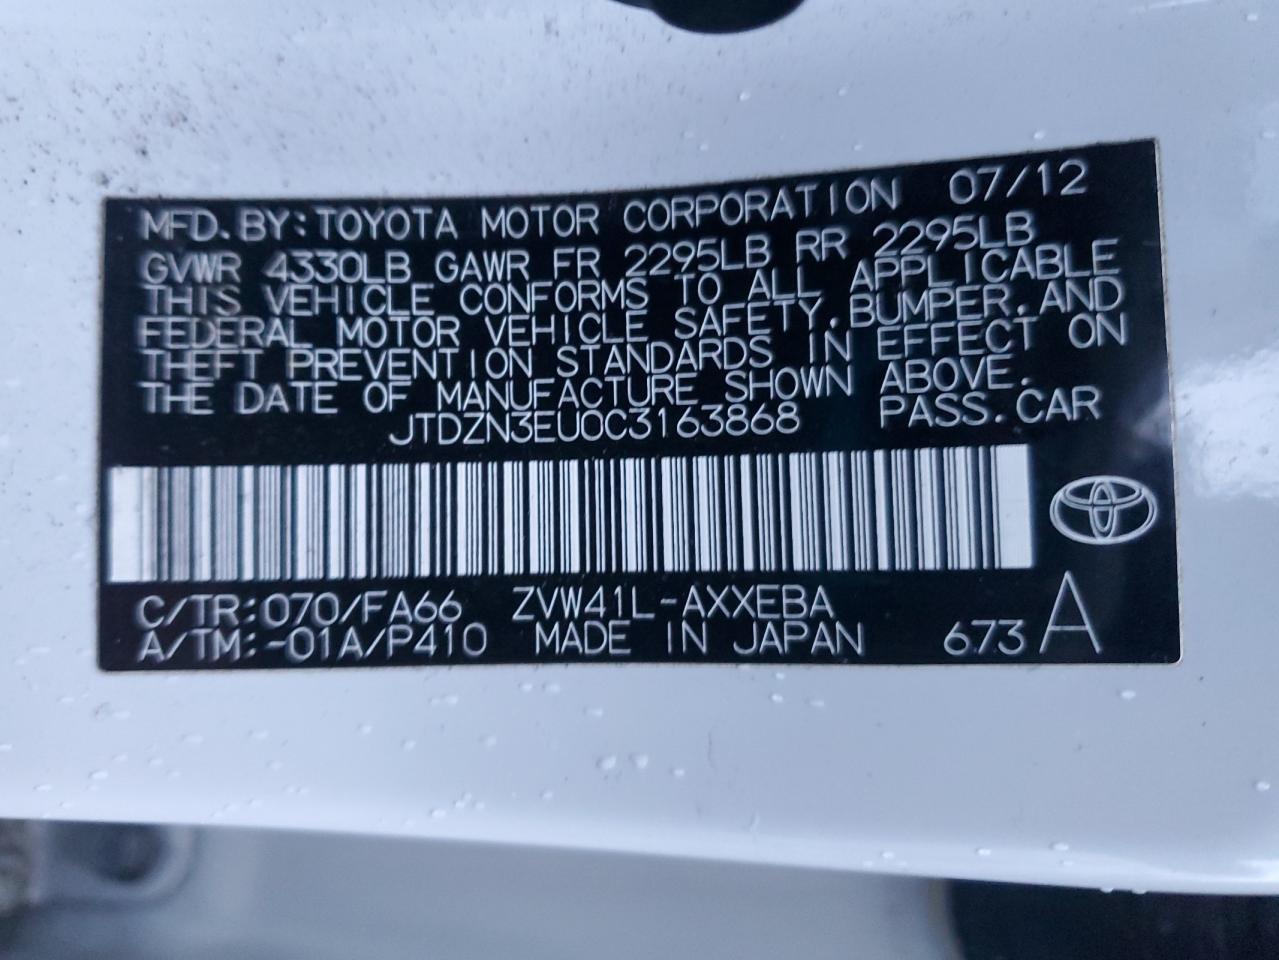 MFD. BY: TOYOTA MOTOR CORPORATION 07/12
GVWR 4330LB GAWR FR 2295LB RR 2295LB
THIS VEHICLE CONFORMS TO ALL APPLICABLE
FEDERAL MOTOR VEHICLE SAFETY, BUMPER, AND
THEFT PREVENTION STANDARDS IN EFFECT ON
THE DATE OF MANUFACTURE SHOWN ABOVE.
JTDZN3EU0C3163868 PASS. CAR
C/TR: 070/FA66 ZVW41L-AXXEBA
A/TM: -01A/P410 MADE IN JAPAN 673 A